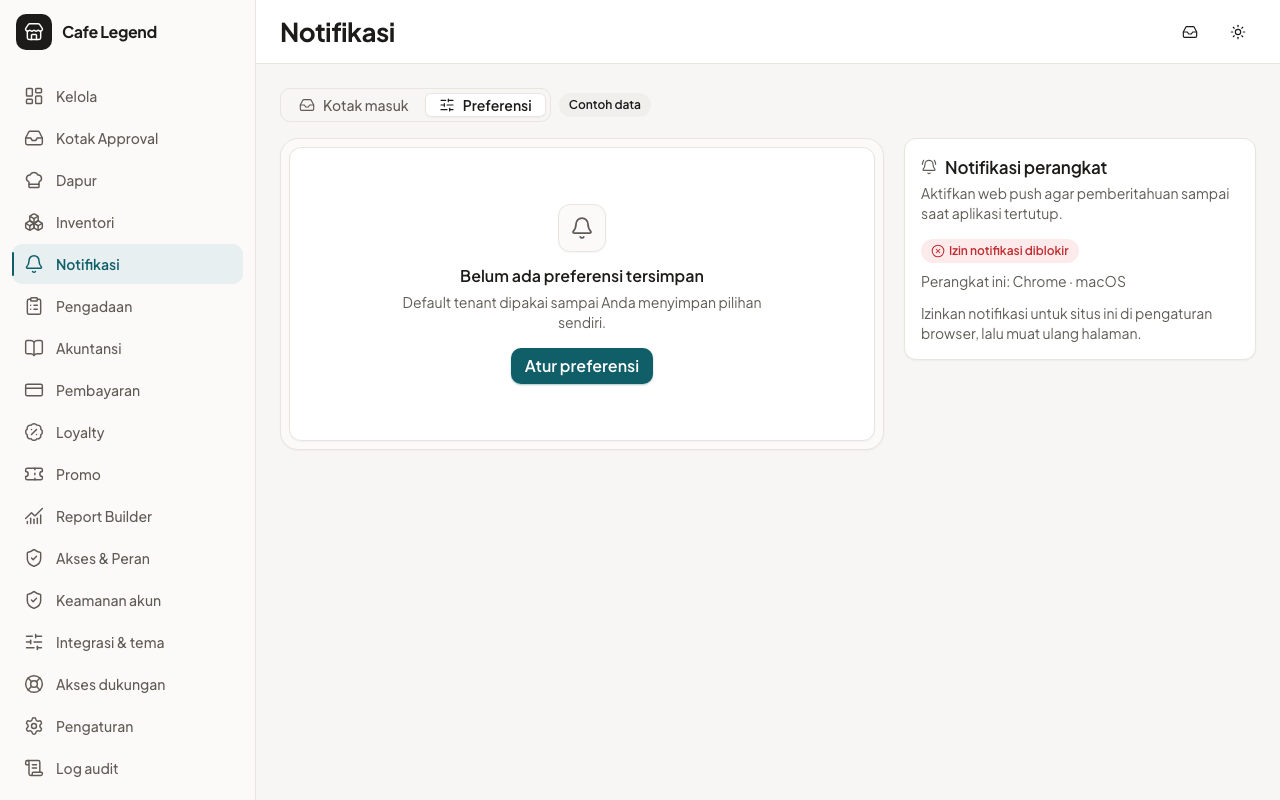 Cafe Legend
Kelola
Kotak Approval
Dapur
Inventori
Notifikasi
Pengadaan
Akuntansi
Pembayaran
Loyalty
Promo
Report Builder
Akses & Peran
Keamanan akun
Integrasi & tema
Akses dukungan
Pengaturan
Log audit
Notifikasi
Kotak masuk
Preferensi
Contoh data
Belum ada preferensi tersimpan
Default tenant dipakai sampai Anda menyimpan pilihan
sendiri.
Atur preferensi
Notifikasi perangkat
Aktifkan web push agar pemberitahuan sampai
saat aplikasi tertutup.
Izin notifikasi diblokir
Perangkat ini: Chrome · macOS
Izinkan notifikasi untuk situs ini di pengaturan
browser, lalu muat ulang halaman.